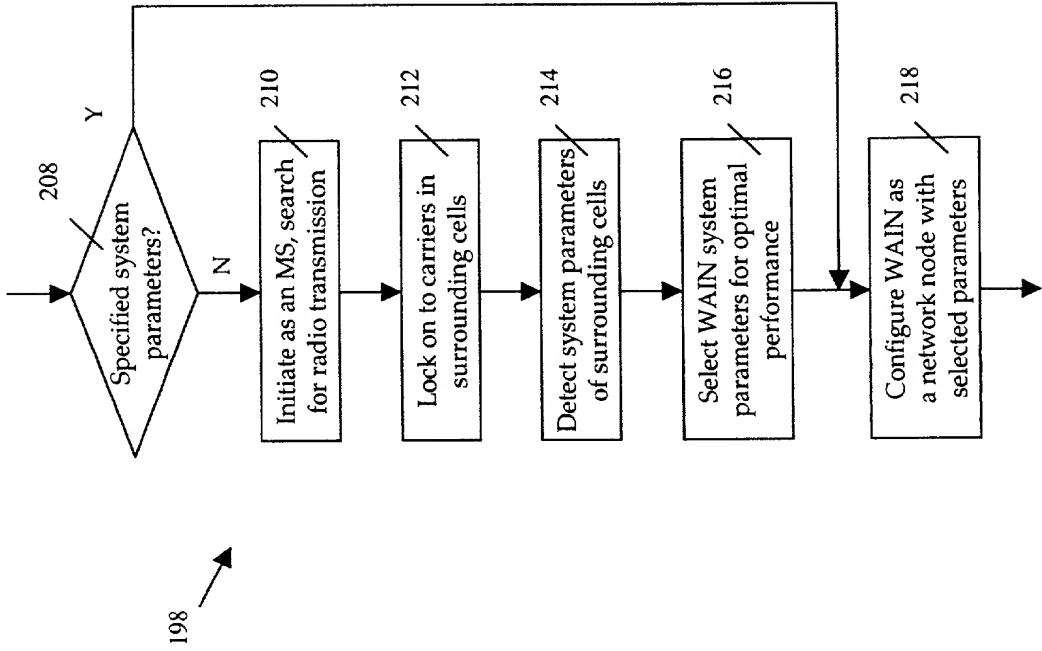 208
Y
Specified system
parameters?
N
210
Initiate as an MS, search
for radio transmission
212
Lock on to carriers in
surrounding cells
214
Detect system parameters
of surrounding cells
216
Select WAIN system
parameters for optimal
performance
218
Configure WAIN as
a network node with
selected parameters
198